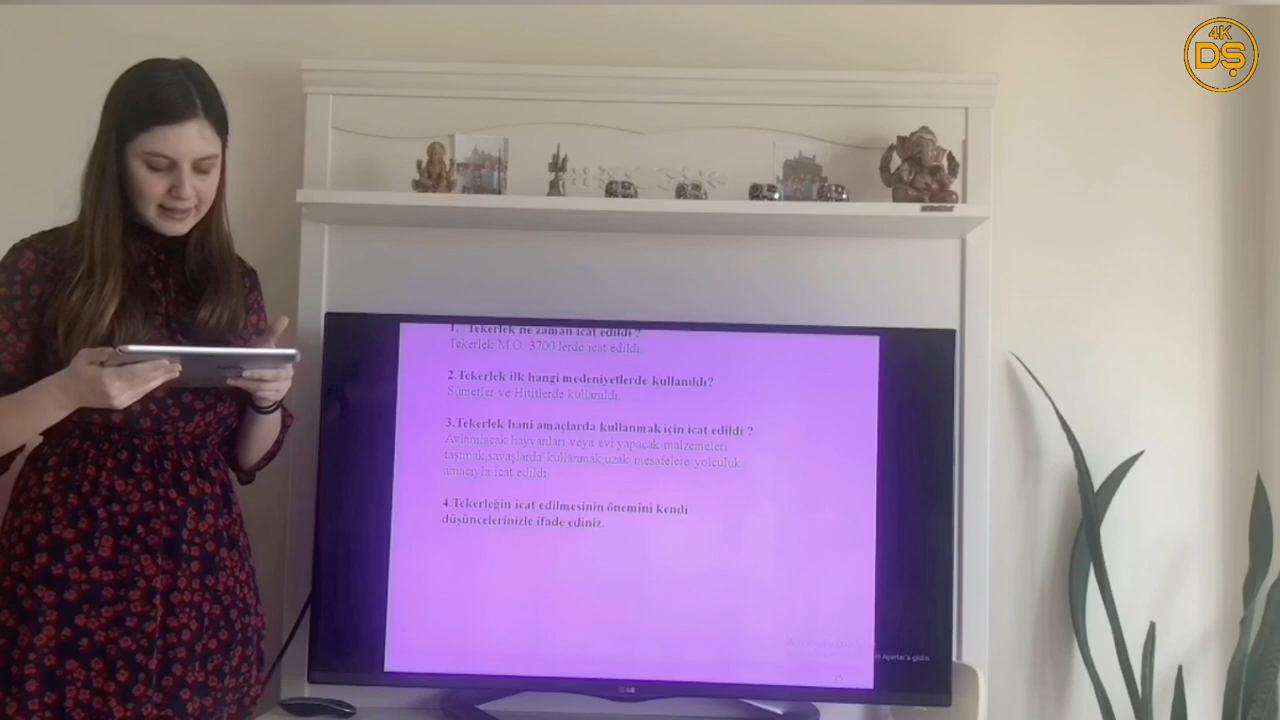 4K
DŞ
1. Tekerlek ne zaman icat edildi ?
Tekerlek M.Ö. 3700 lerde icat edildi.
2.Tekerlek ilk hangi medeniyetlerde kullanıldı?
Sümerler ve Hititlerde kullanıldı.
3.Tekerlek hani amaçlarda kullanmak için icat edildi ?
Avlanılacak hayvanları veya evi yapacak malzemeleri
taşımak,savaşlarda kullanmak,uzak mesafelere yolculuk
amacıyla icat edildi
4.Tekerleğin icat edilmesinin önemini kendi
düşüncelerinizle ifade ediniz.
Ayarlar'a gidin.
LG